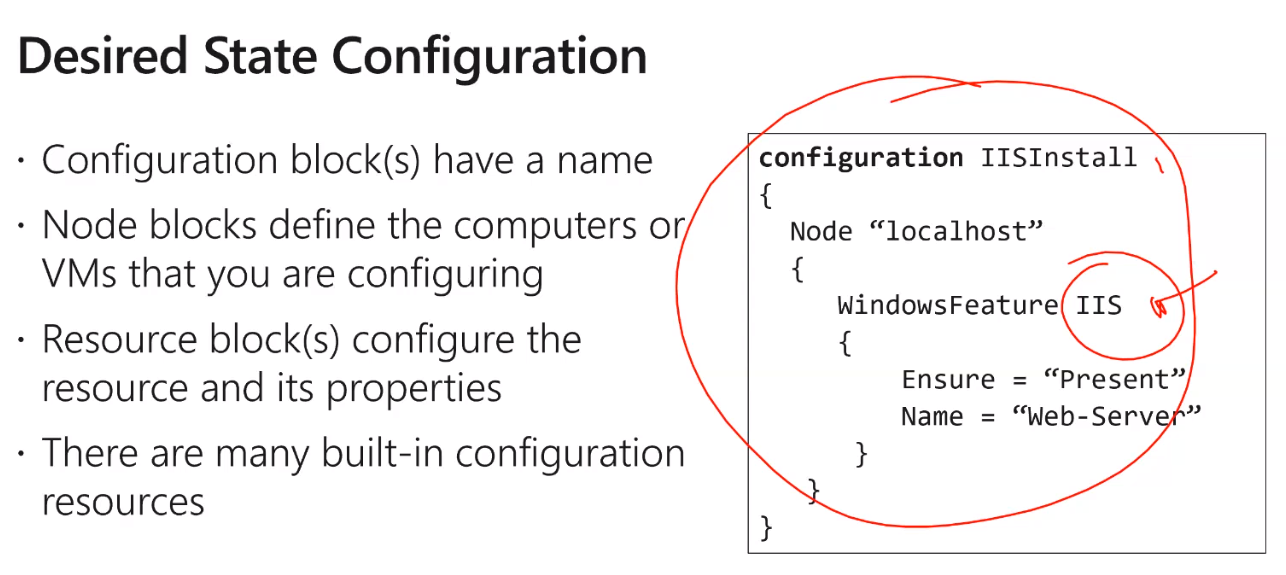 Desired State Configuration
· Configuration block(s) have a name
· Node blocks define the computers or
VMs that you are configuring
· Resource block(s) configure the
resource and its properties
· There are many built-in configuration
resources
configuration IISInstall
{
Node “localhost”
{
WindowsFeature IIS
{
Ensure = “Present”
Name = “Web-Server”
}
}
}